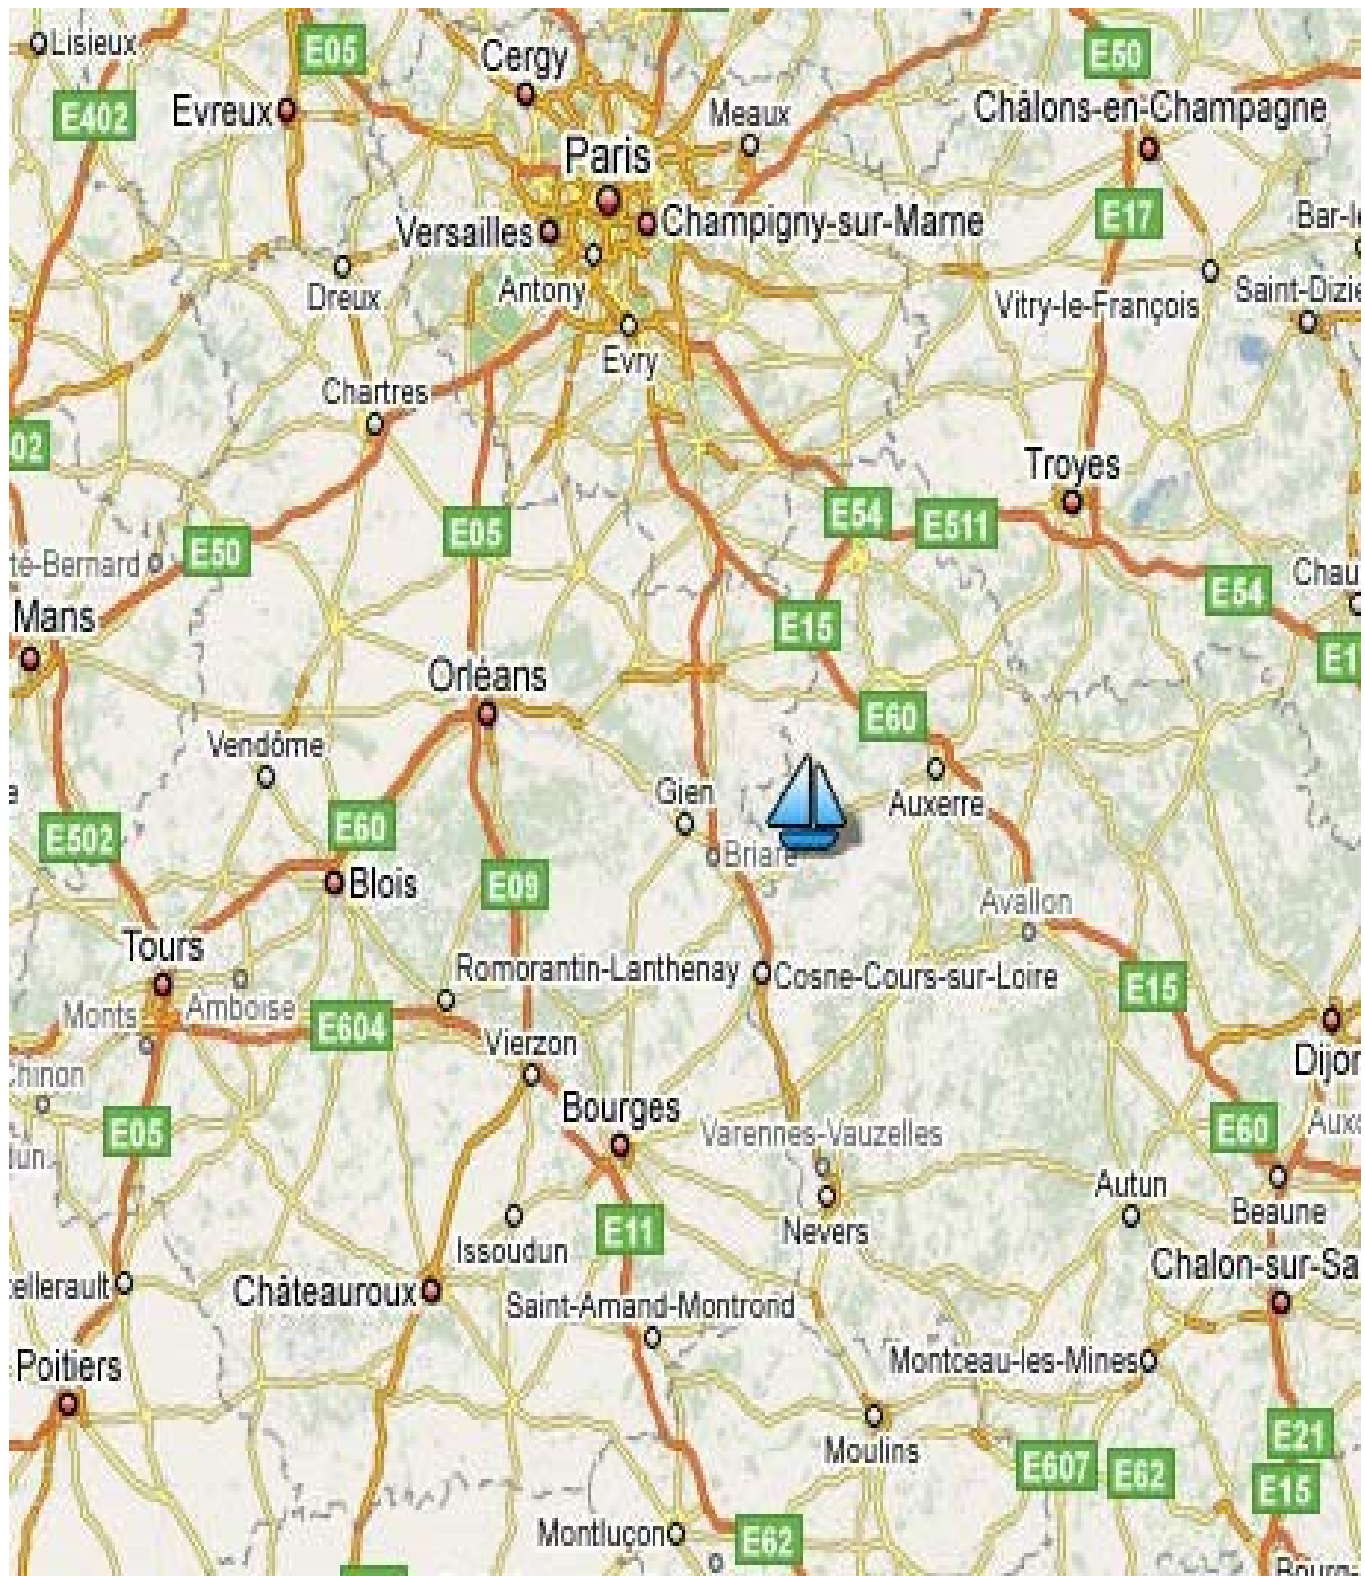 Lisieux
E05
Cergy
E50
E402
Evreux
Meaux
Châlons-en-Champagne
Paris
Versailles
Champigny-sur-Marne
E17
Dreux
Antony
Vitry-le-François
Evry
Chartres
Troyes
E50
E05
E54
E511
E54
Mans
E15
Orléans
E60
Vendôme
Gien
Auxerre
E502
E60
Briare
Blois
E09
Avallon
Tours
Romorantin-Lanthenay
Cosne-Cours-sur-Loire
E15
Monts
Amboise
E604
Vierzon
Bourges
E05
Varennes-Vauzelles
E60
Autun
Beaune
Nevers
E11
Issoudun
Châteauroux
Saint-Amand-Montrond
Chalon-sur-Sa
Poitiers
Montceau-les-Mines
Moulins
E607
E62
E21
E15
Montluçon
E62